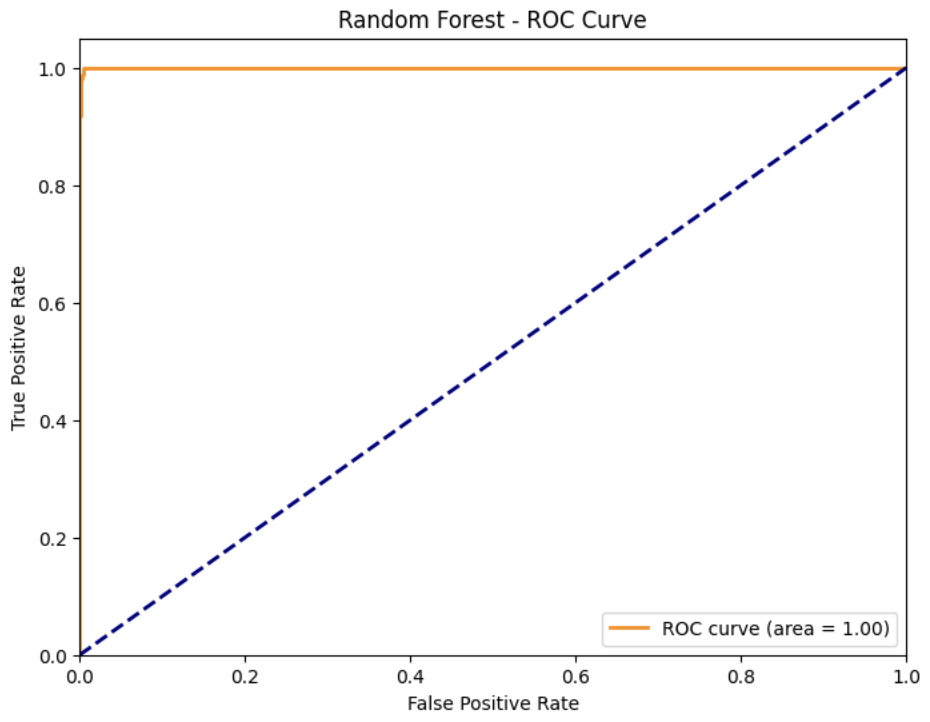 Random Forest - ROC Curve
True Positive Rate
1.0
0.8
0.6
0.4
0.2
0.0
0.0 0.2 0.4 0.6 0.8 1.0
False Positive Rate
ROC curve (area = 1.00)